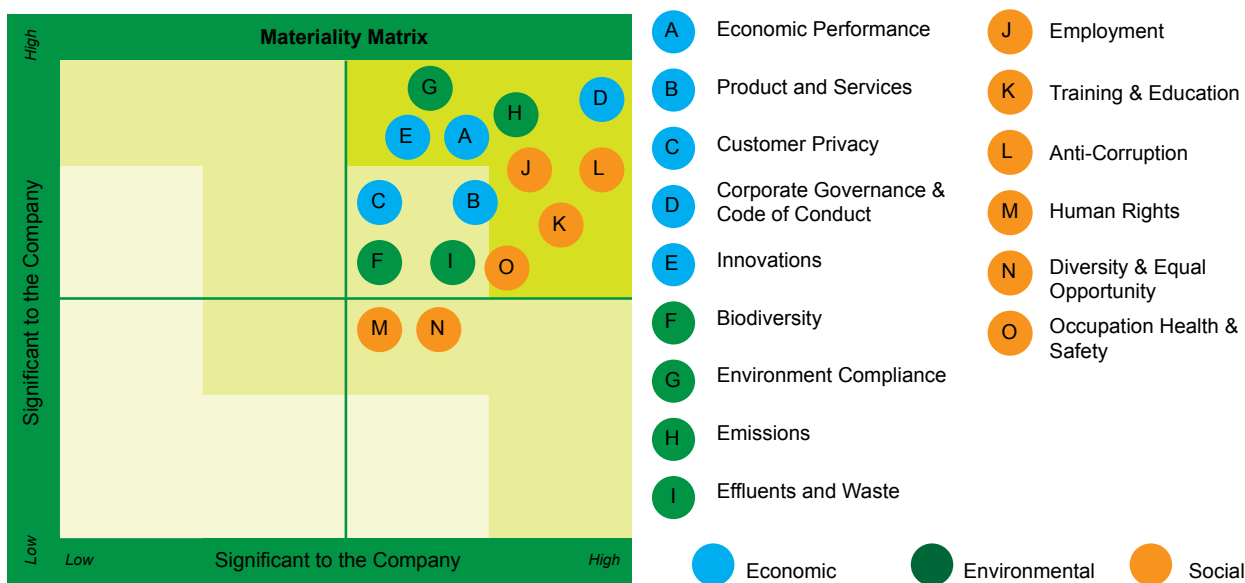 Materiality Matrix
High
Significant to the Company
Low
Low
Significant to the Company
High
G
H
D
E
A
J
L
C
B
K
F
I
O
M
N
A Economic Performance
B Product and Services
C Customer Privacy
D Corporate Governance &
Code of Conduct
E Innovations
F Biodiversity
G Environment Compliance
H Emissions
I Effluents and Waste
J Employment
K Training & Education
L Anti-Corruption
M Human Rights
N Diversity & Equal
Opportunity
O Occupation Health &
Safety
Economic
Environmental
Social